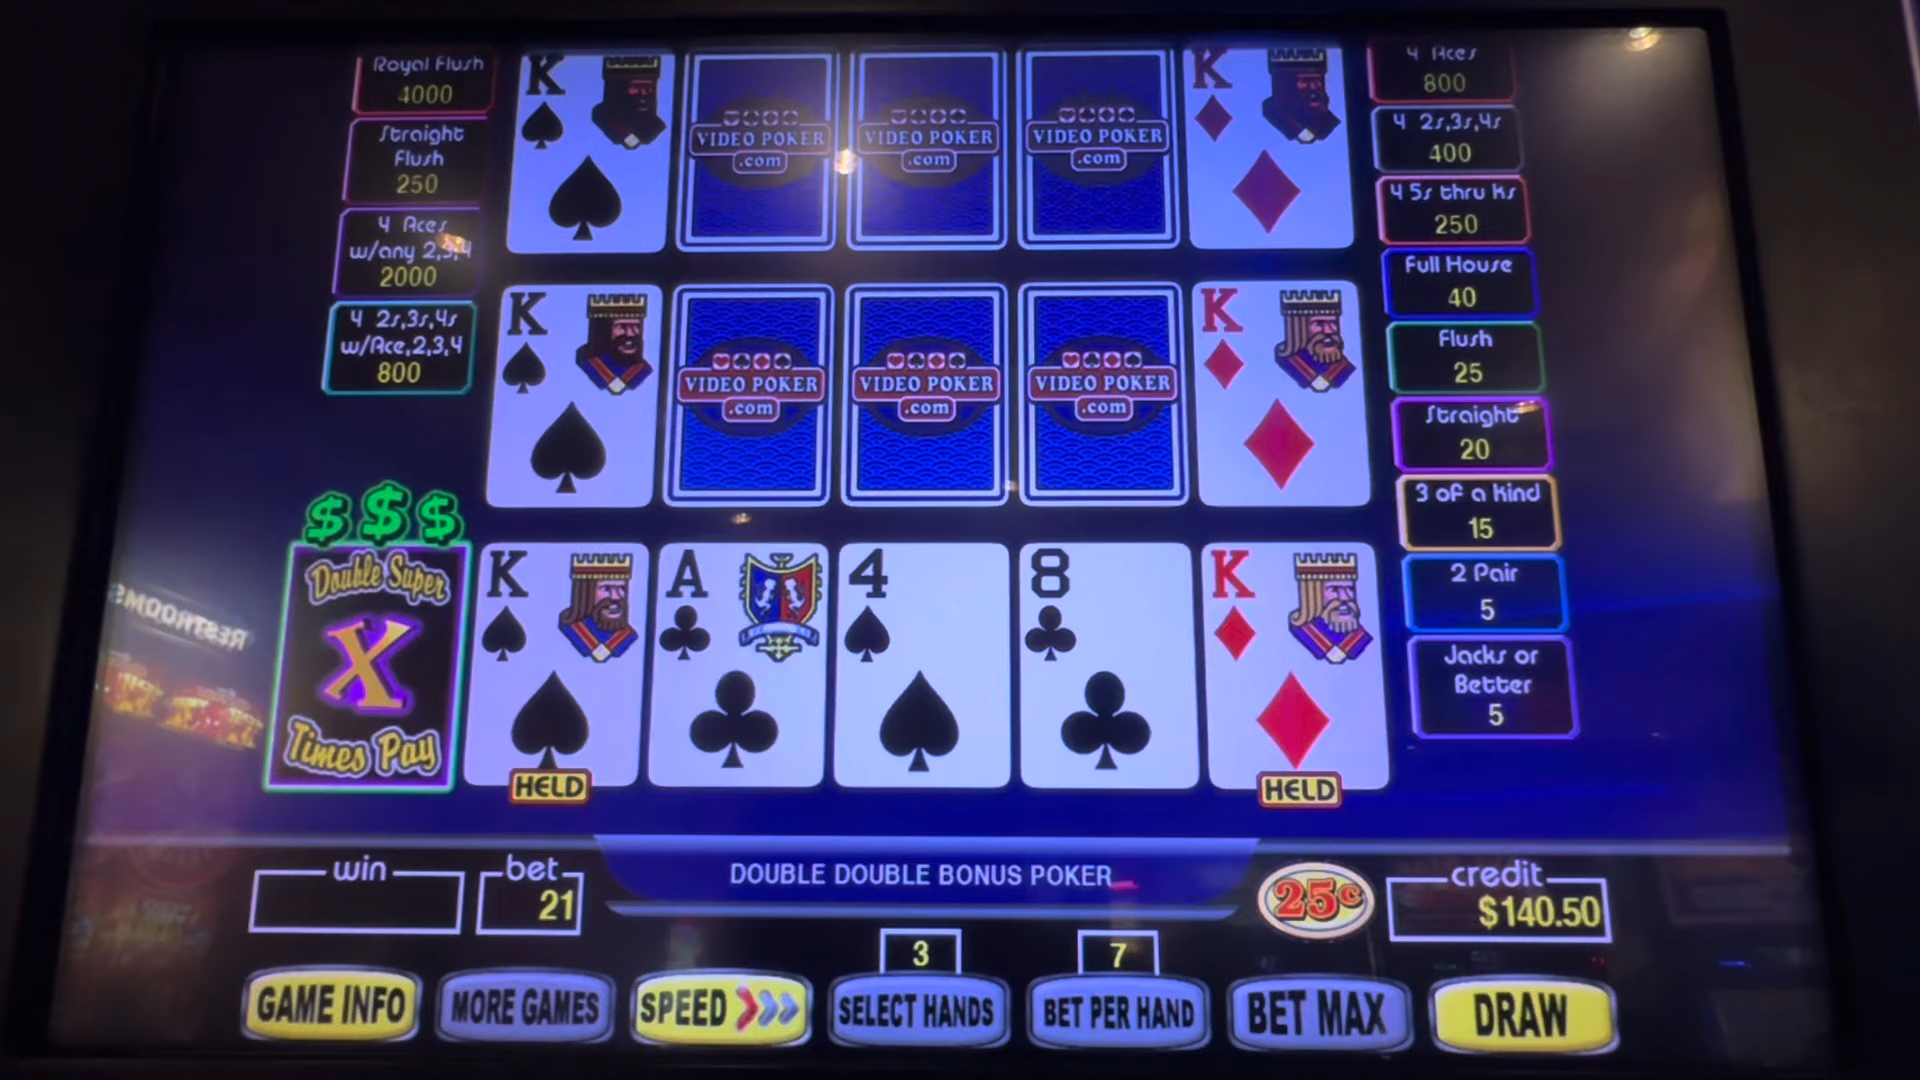 Royal Flush
4000
Straight
Flush
250
4 Aces
w/any 2,3,4
2000
4 2s,3s,4s
w/Ace,2,3,4
800
K
K
VIDEO POKER
.com
VIDEO POKER
.com
VIDEO POKER
.com
4 Aces
800
4 2s,3s,4s
400
4 5s thru Ks
250
Full House
40
Flush
25
Straight
20
3 of a Kind
15
2 Pair
5
Jacks or
Better
5
K
K
VIDEO POKER
.com
VIDEO POKER
.com
VIDEO POKER
.com
$ $ $
Double Super
X
Times Pay
K
A
4
8
K
HELD
HELD
RESTROOMS
win
bet
21
DOUBLE DOUBLE BONUS POKER
25¢
credit
$140.50
3
7
GAME INFO
MORE GAMES
SPEED
SELECT HANDS
BET PER HAND
BET MAX
DRAW